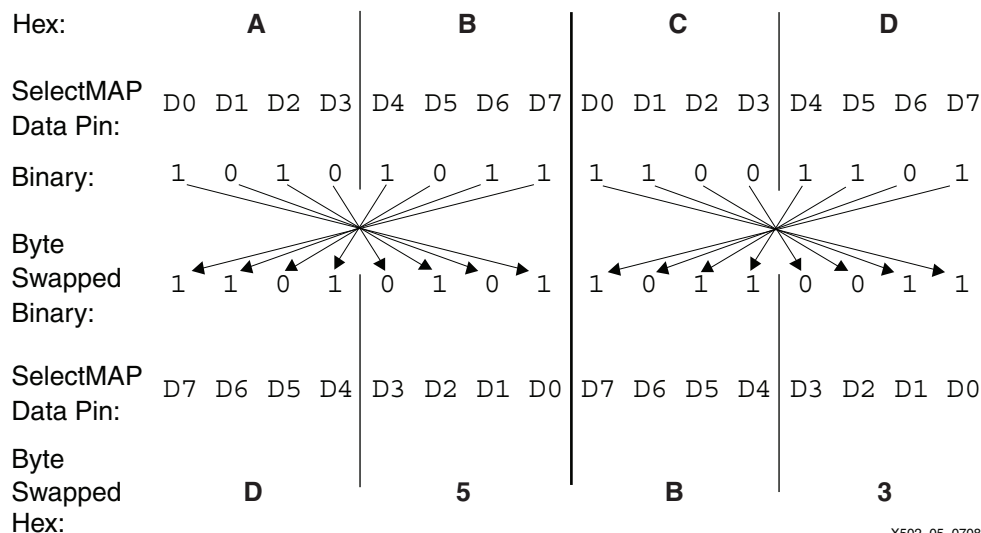 Hex: A B C D
SelectMAP
Data Pin: D0 D1 D2 D3 D4 D5 D6 D7 D0 D1 D2 D3 D4 D5 D6 D7
Binary: 1 0 1 0 1 0 1 1 1 1 0 0 1 1 0 1
Byte
Swapped
Binary: 1 1 0 1 0 1 0 1 1 0 1 1 0 0 1 1
SelectMAP
Data Pin: D7 D6 D5 D4 D3 D2 D1 D0 D7 D6 D5 D4 D3 D2 D1 D0
Byte
Swapped D 5 B 3
Hex: